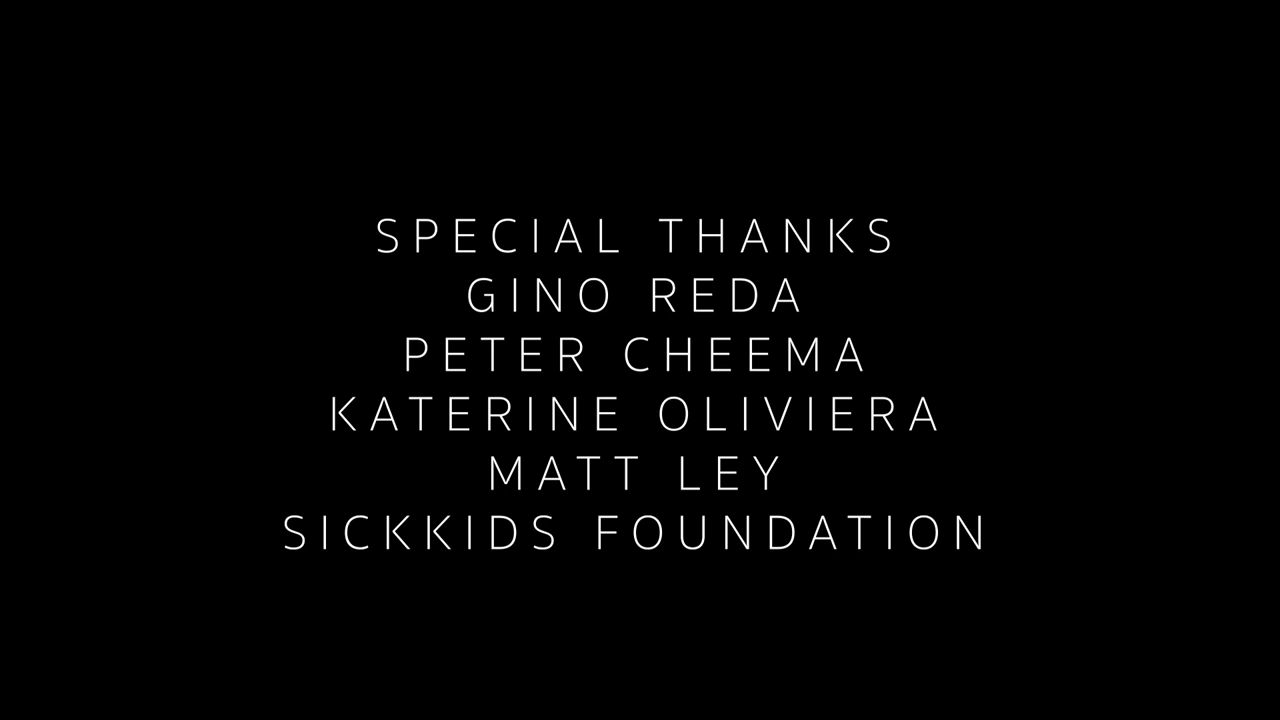 SPECIAL THANKS
GINO REDA
PETER CHEEMA
KATERINE OLIVIERA
MATT LEY
SICKKIDS FOUNDATION